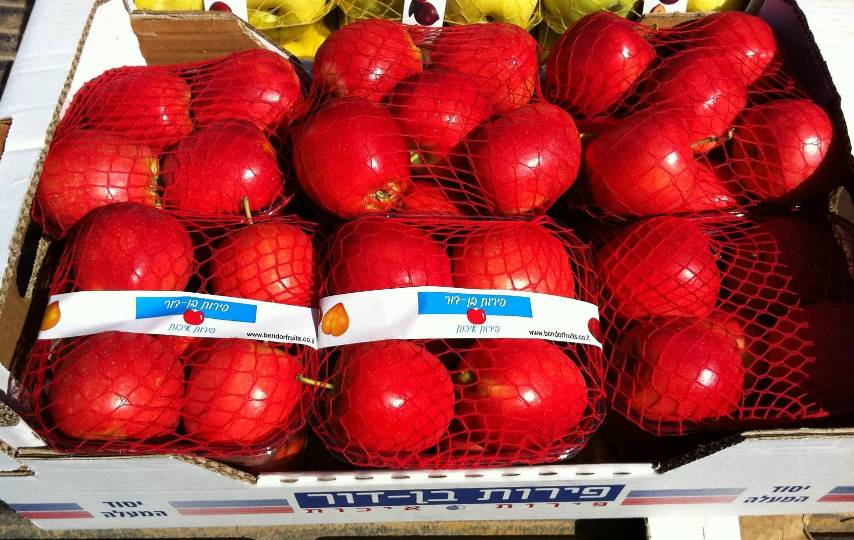 פירות בן-דור
פירות איכות
www.bendorfruits.co.il
פירות בן-דור
פירות איכות
www.bendorfruits.co.il
יסוד
המעלה
פירות בן-דור
פירות איכות
יסוד
המעלה